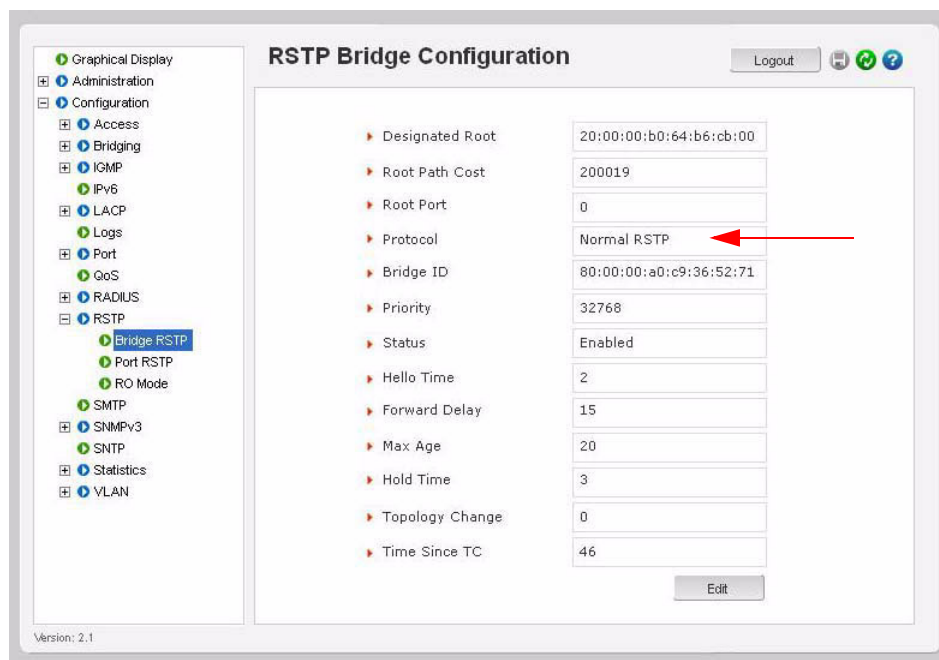 RSTP Bridge Configuration
Logout
Graphical Display
Administration
Configuration
Access
Bridging
IGMP
IPv6
LACP
Logs
Port
QoS
RADIUS
RSTP
Bridge RSTP
Port RSTP
RO Mode
SMTP
SNMPv3
SNTP
Statistics
VLAN
Designated Root 20:00:00:b0:64:b6:cb:00
Root Path Cost 200019
Root Port 0
Protocol Normal RSTP
Bridge ID 80:00:00:a0:c9:36:52:71
Priority 32768
Status Enabled
Hello Time 2
Forward Delay 15
Max Age 20
Hold Time 3
Topology Change 0
Time Since TC 46
Edit
Version: 2.1